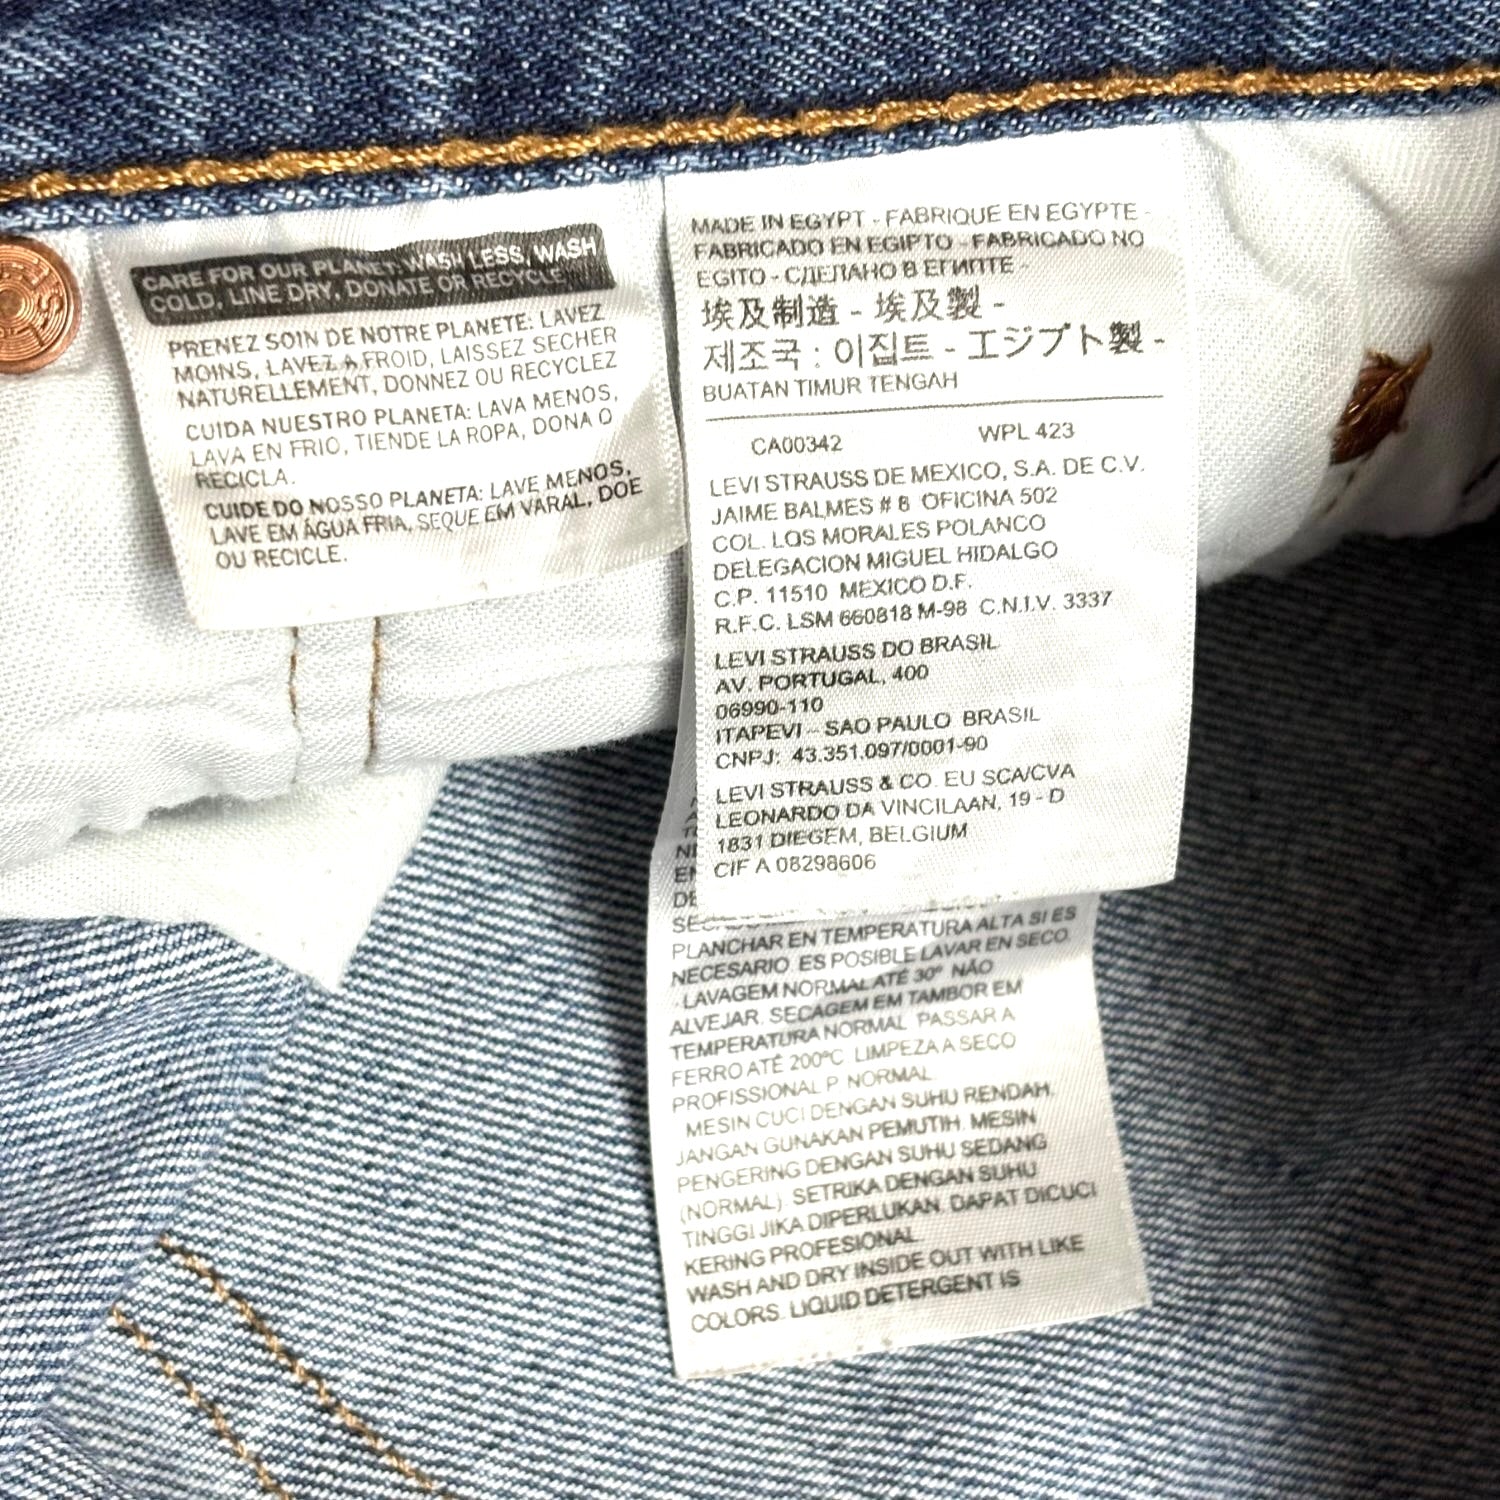 CARE FOR OUR PLANET: WASH LESS, WASH
COLD, LINE DRY, DONATE OR RECYCLE.
PRENEZ SOIN DE NOTRE PLANETE: LAVEZ
MOINS, LAVEZ A FROID, LAISSEZ SECHER
NATURELLEMENT, DONNEZ OU RECYCLEZ
CUIDA NUESTRO PLANETA: LAVA MENOS,
LAVA EN FRIO, TIENDE LA ROPA, DONA O
RECICLA.
CUIDE DO NOSSO PLANETA: LAVE MENOS,
LAVE EM ÁGUA FRIA, SEQUE EM VARAL, DOE
OU RECICLE.
MADE IN EGYPT - FABRIQUE EN EGYPTE -
FABRICADO EN EGIPTO - FABRICADO NO
EGITO - СДЕЛАНО В ЕГИПТЕ -
埃及制造 - 埃及製 -
제조국 : 이집트 - エジプト製 -
BUATAN TIMUR TENGAH
CA00342 WPL 423
LEVI STRAUSS DE MEXICO, S.A. DE C.V.
JAIME BALMES # 8 OFICINA 502
COL. LOS MORALES POLANCO
DELEGACION MIGUEL HIDALGO
C.P. 11510 MEXICO D.F.
R.F.C. LSM 660818 M-98 C.N.I.V. 3337
LEVI STRAUSS DO BRASIL
AV. PORTUGAL, 400
06990-110
ITAPEVI - SAO PAULO BRASIL
CNPJ: 43.351.097/0001-90
LEVI STRAUSS & CO. EU SCA/CVA
LEONARDO DA VINCILAAN, 19 - D
1831 DIEGEM, BELGIUM
CIF A 08298606
PLANCHAR EN TEMPERATURA ALTA SI ES
NECESARIO. ES POSIBLE LAVAR EN SECO.
- LAVAGEM NORMAL ATÉ 30º NÃO
ALVEJAR. SECAGEM EM TAMBOR EM
TEMPERATURA NORMAL. PASSAR A
FERRO ATÉ 200ºC. LIMPEZA A SECO
PROFISSIONAL P NORMAL.
MESIN CUCI DENGAN SUHU RENDAH.
JANGAN GUNAKAN PEMUTIH. MESIN
PENGERING DENGAN SUHU SEDANG
(NORMAL). SETRIKA DENGAN SUHU
TINGGI JIKA DIPERLUKAN. DAPAT DICUCI
KERING PROFESIONAL
WASH AND DRY INSIDE OUT WITH LIKE
COLORS. LIQUID DETERGENT IS